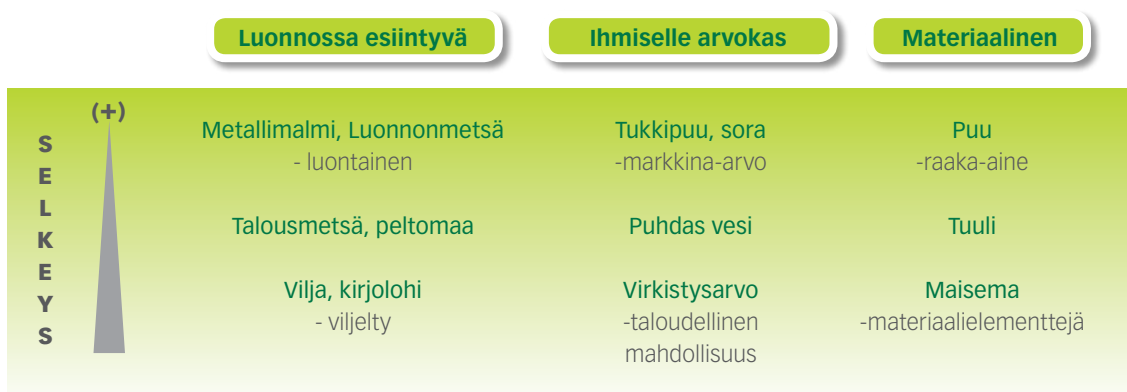 Luonnossa esiintyvä
Ihmiselle arvokas
Materiaalinen
SELKEYS
(+)
Metallimalmi, Luonnonmetsä
- luontainen
Tukkipuu, sora
-markkina-arvo
Puu
-raaka-aine
Talousmetsä, peltomaa
Puhdas vesi
Tuuli
Vilja, kirjolohi
- viljelty
Virkistysarvo
-taloudellinen
mahdollisuus
Maisema
-materiaalielementtejä